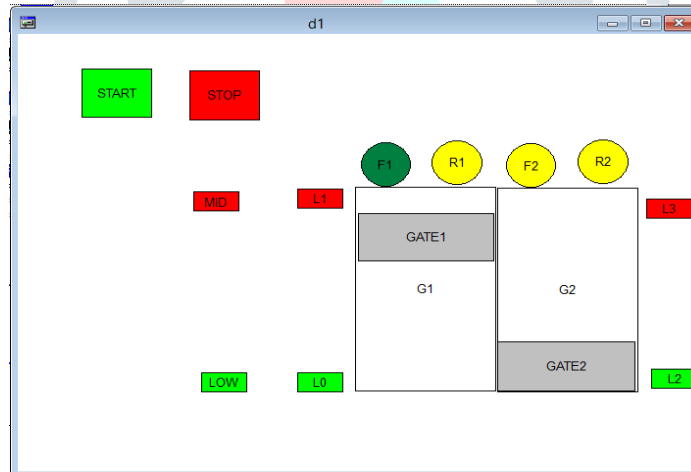 d1
START
STOP
F1
R1
F2
R2
MID
L1
L3
GATE1
G1
G2
GATE2
LOW
L0
L2